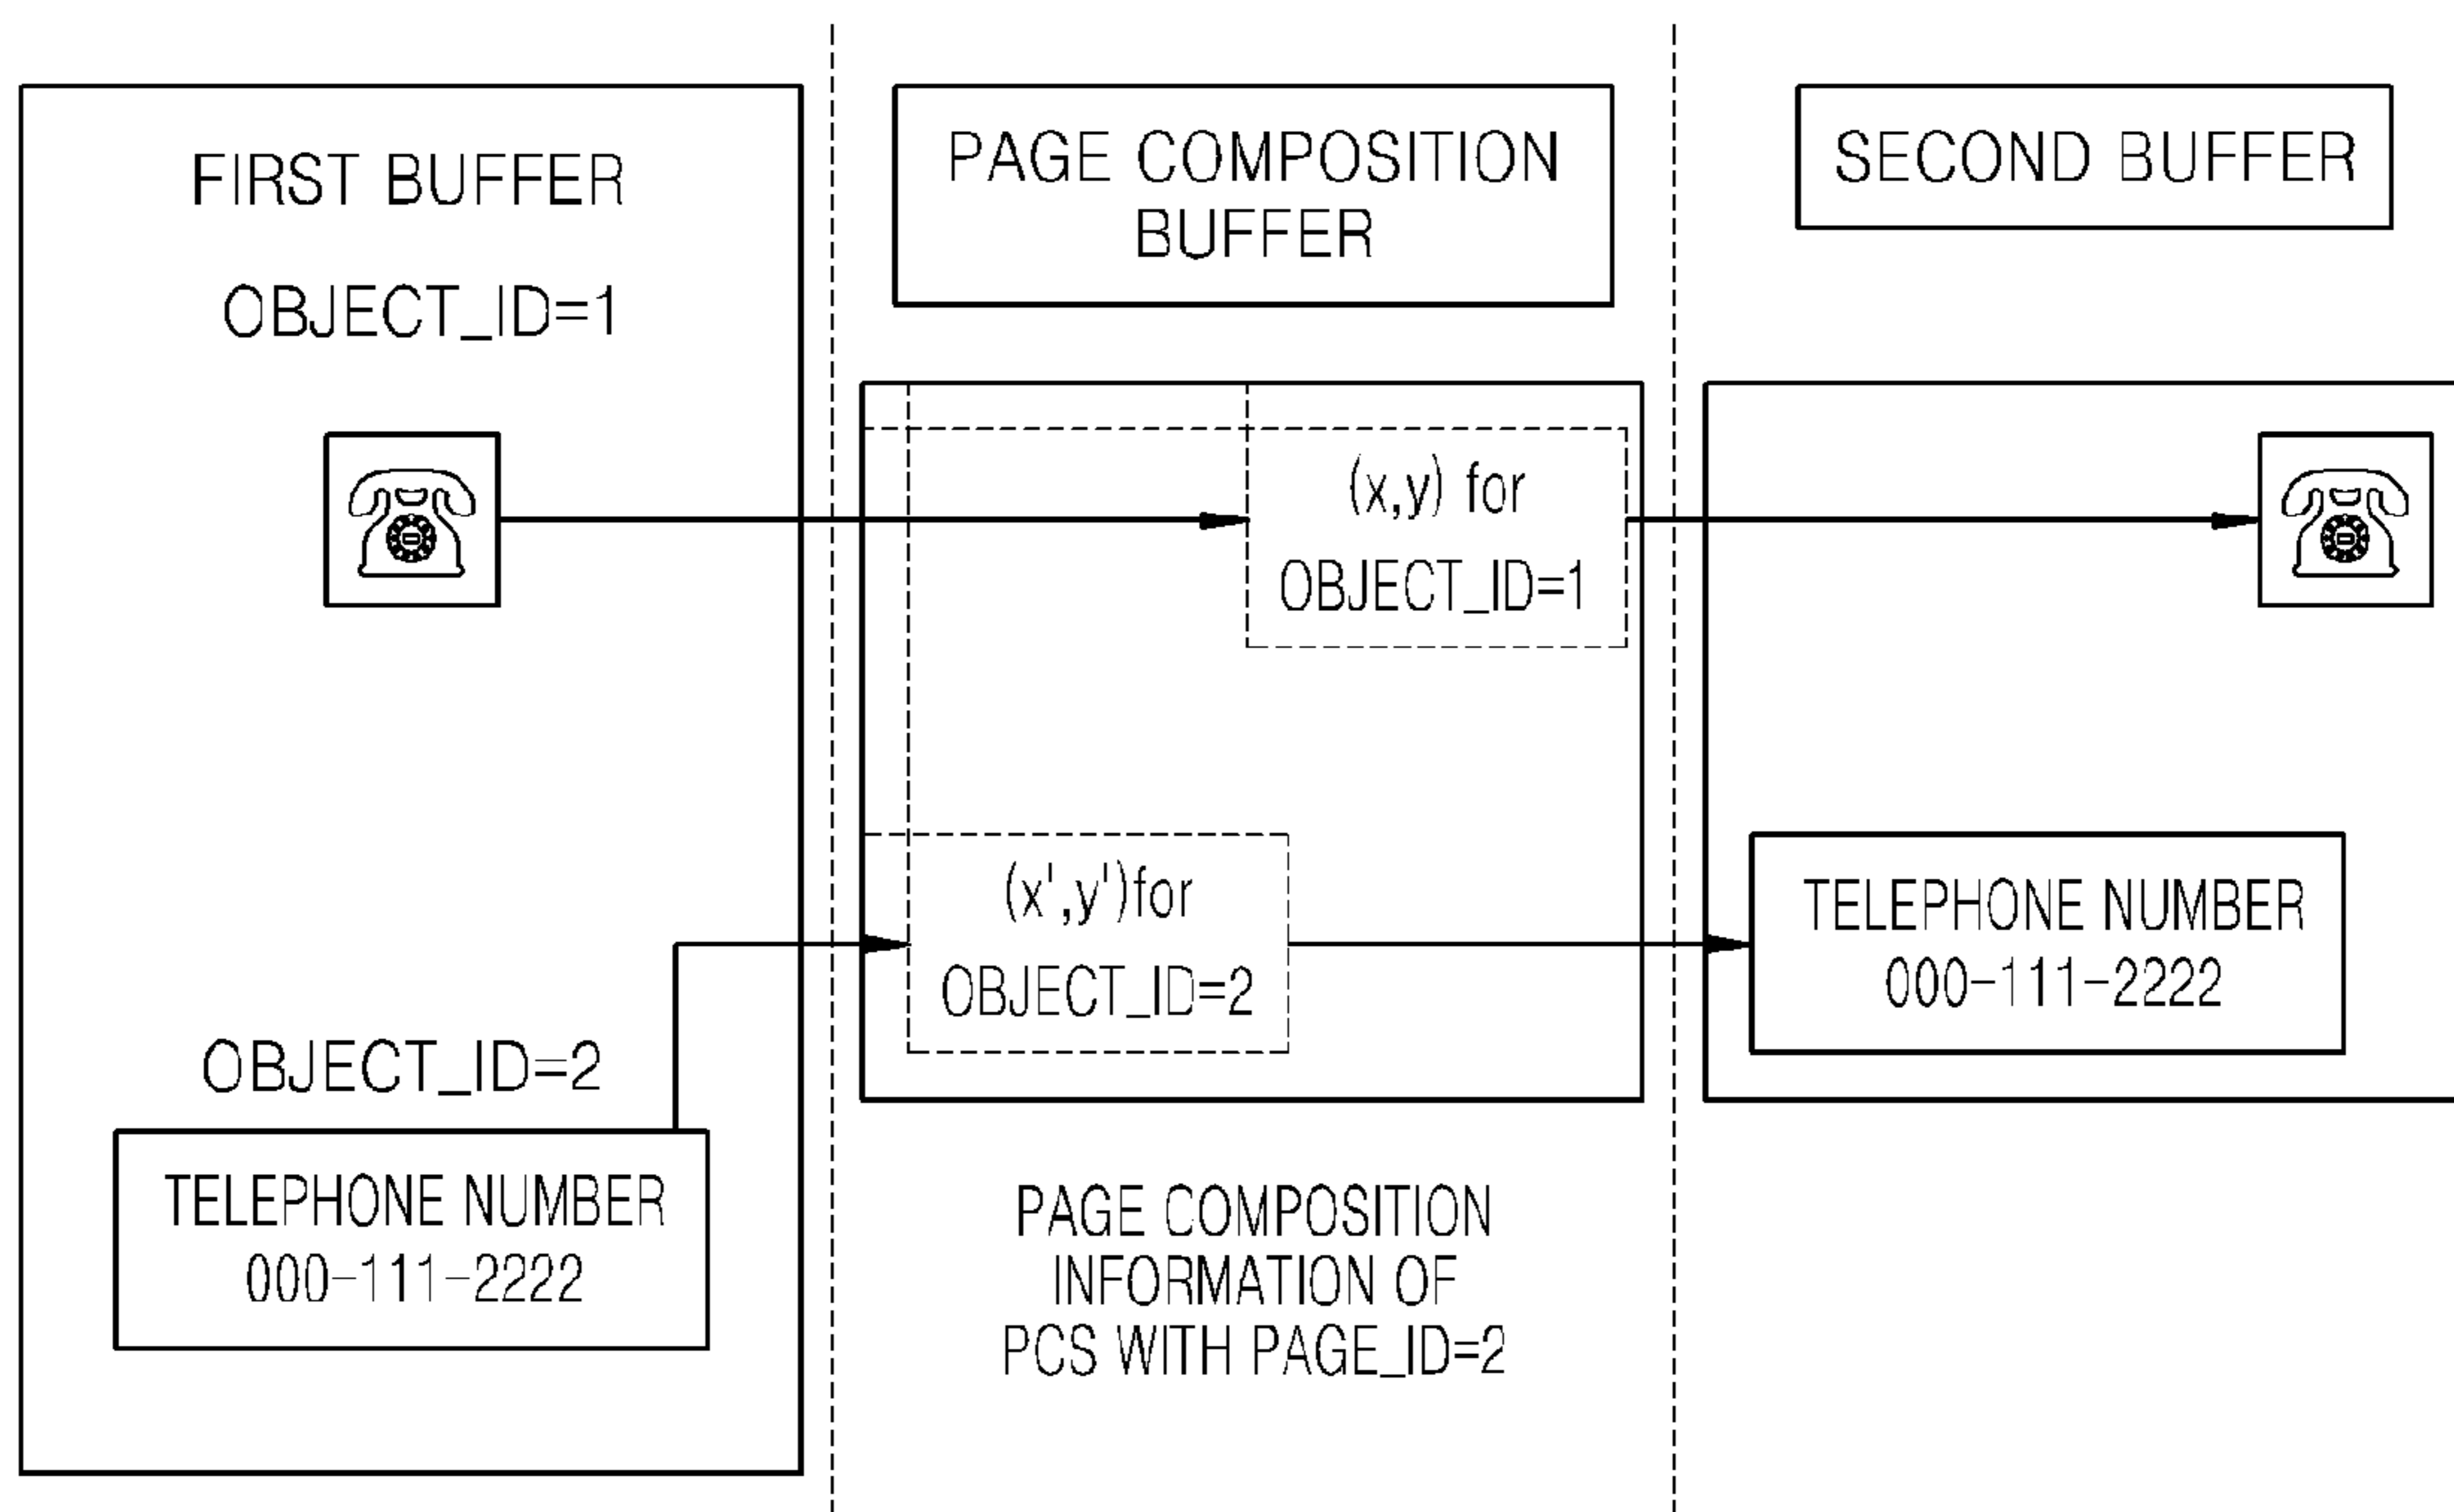 FIRST BUFFER
OBJECT_ID=1
OBJECT_ID=2
TELEPHONE NUMBER
000-111-2222
PAGE COMPOSITION
BUFFER
(x,y) for
OBJECT_ID=1
(x',y')for
OBJECT_ID=2
PAGE COMPOSITION
INFORMATION OF
PCS WITH PAGE_ID=2
SECOND BUFFER
TELEPHONE NUMBER
000-111-2222